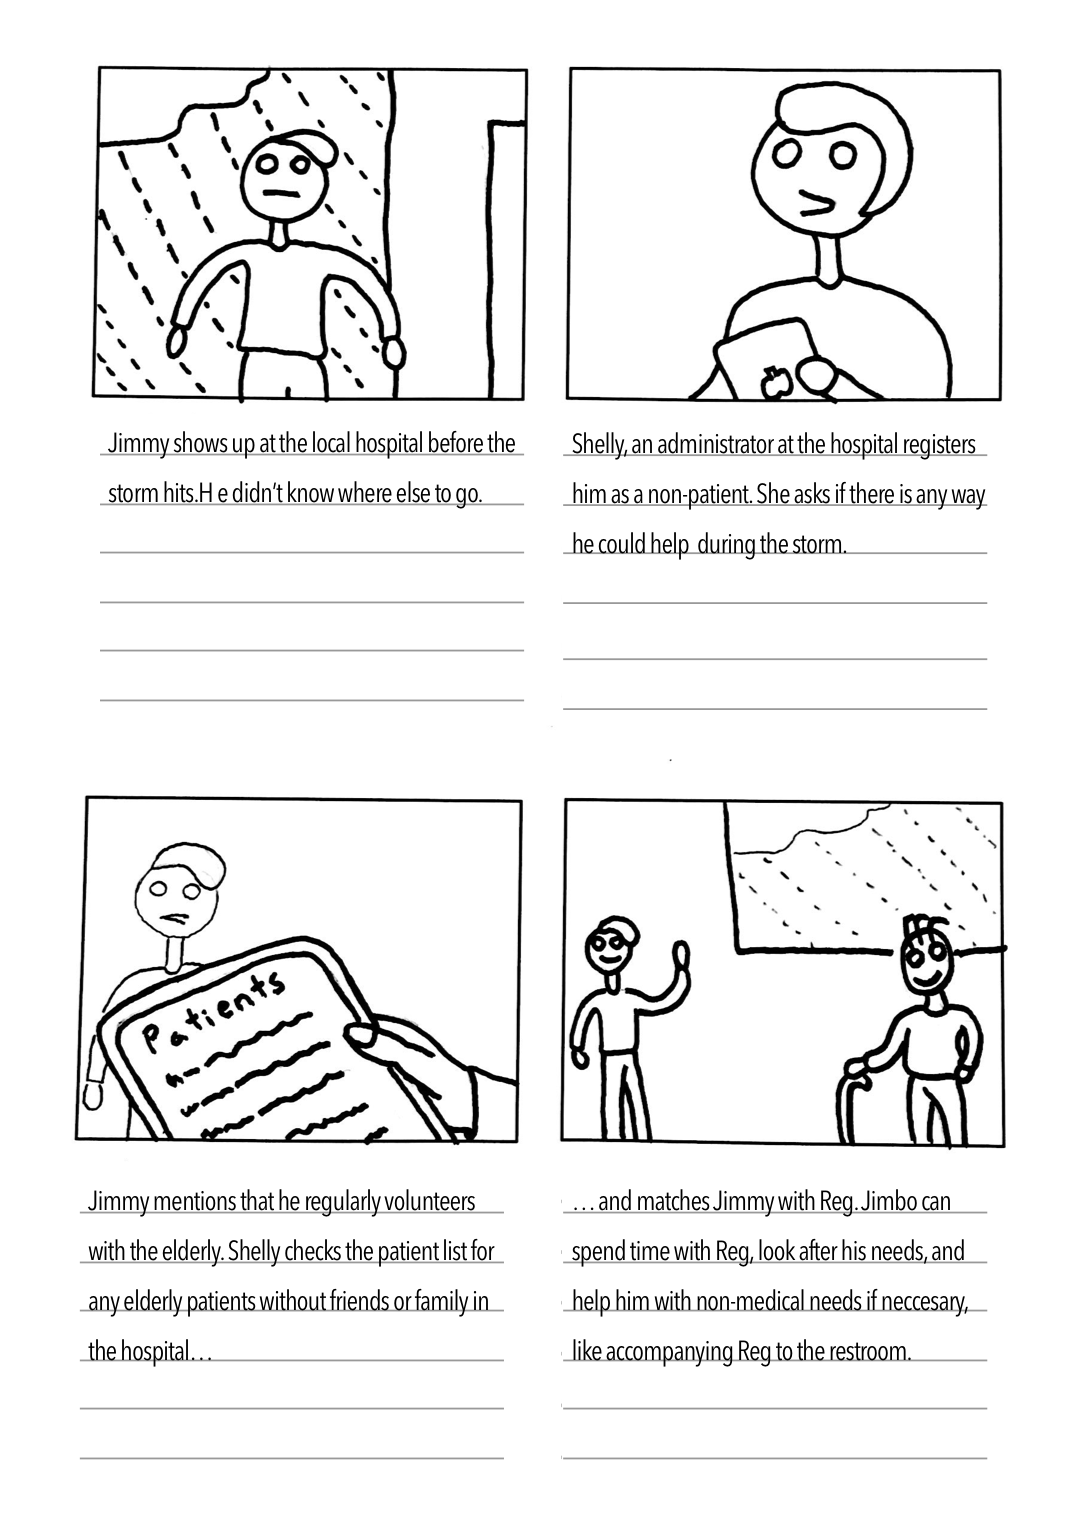 Jimmy shows up at the local hospital before the
storm hits.H e didn't know where else to go.
Shelly, an administrator at the hospital registers
him as a non-patient. She asks if there is any way
he could help  during the storm.
Patients
Jimmy mentions that he regularly volunteers
with the elderly. Shelly checks the patient list for
any elderly patients without friends or family in
the hospital…
… and matches Jimmy with Reg. Jimbo can
spend time with Reg, look after his needs, and
help him with non-medical needs if neccesary,
like accompanying Reg to the restroom.